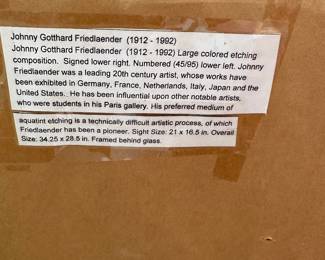 Johnny Gotthard Friedlaender (1912 - 1992)
Johnny Gotthard Friedlaender (1912 - 1992) Large colored etching
composition. Signed lower right. Numbered (45/95) lower left. Johnny
Friedlaender was a leading 20th century artist, whose works have
been exhibited in Germany, France, Netherlands, Italy, Japan and the
United States. He has been influential upon other notable artists,
who were students in his Paris gallery. His preferred medium of
aquatint etching is a technically difficult artistic process, of which
Friedlaender has been a pioneer. Sight Size: 21 x 16.5 in. Overall
Size: 34.25 x 28.5 in. Framed behind glass.